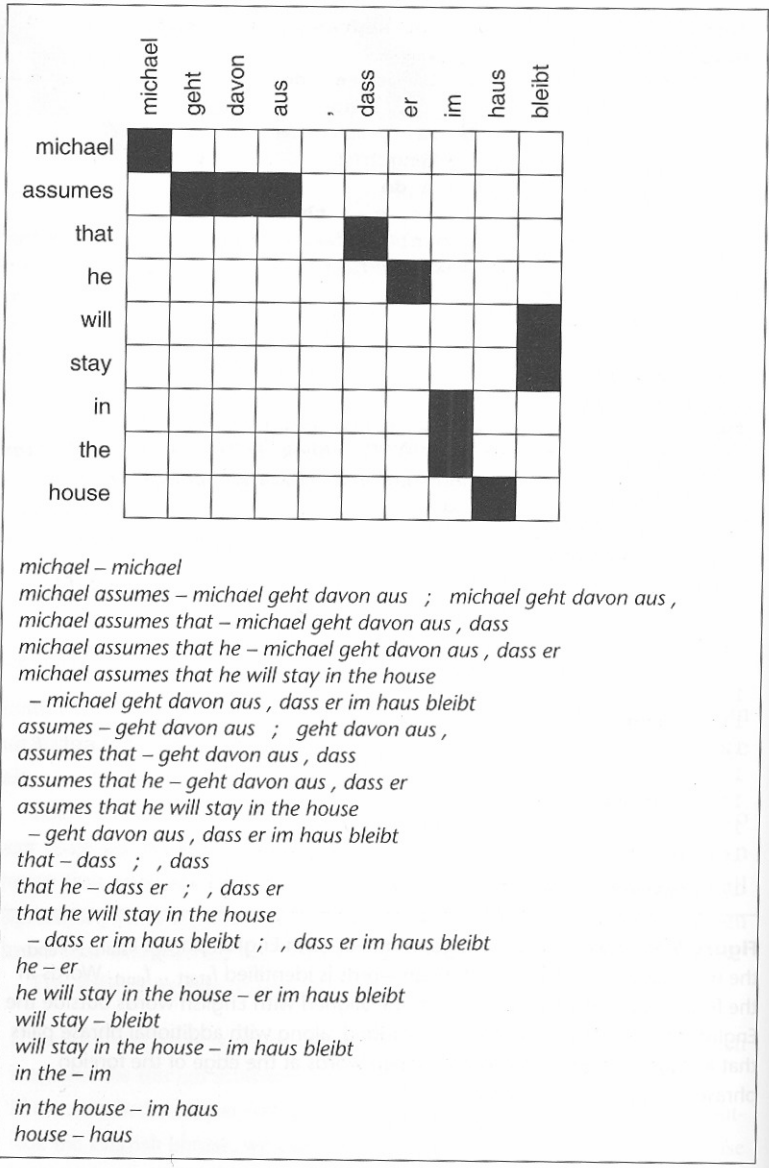 michael geht davon aus , dass er im haus bleibt
michael
assumes
that
he
will
stay
in
the
house
michael – michael
michael assumes – michael geht davon aus ; michael geht davon aus ,
michael assumes that – michael geht davon aus , dass
michael assumes that he – michael geht davon aus , dass er
michael assumes that he will stay in the house
– michael geht davon aus , dass er im haus bleibt
assumes – geht davon aus ; geht davon aus ,
assumes that – geht davon aus , dass
assumes that he – geht davon aus , dass er
assumes that he will stay in the house
– geht davon aus , dass er im haus bleibt
that – dass ; , dass
that he – dass er ; , dass er
that he will stay in the house
– dass er im haus bleibt ; , dass er im haus bleibt
he – er
he will stay in the house – er im haus bleibt
will stay – bleibt
will stay in the house – im haus bleibt
in the – im
in the house – im haus
house – haus